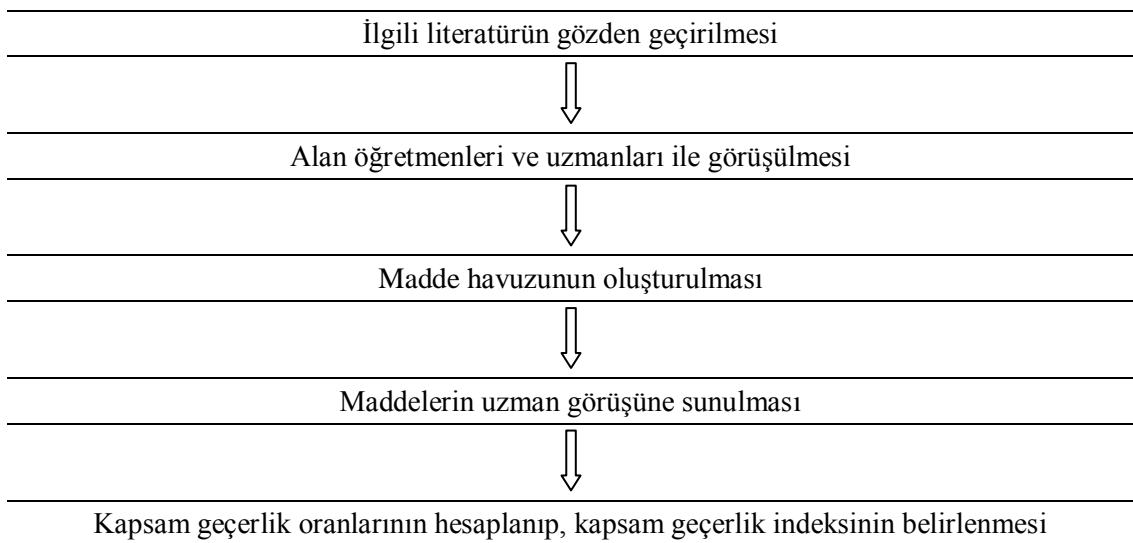 İlgili literatürün gözden geçirilmesi
Alan öğretmenleri ve uzmanları ile görüşülmesi
Madde havuzunun oluşturulması
Maddelerin uzman görüşüne sunulması
Kapsam geçerlik oranlarının hesaplanıp, kapsam geçerlik indeksinin belirlenmesi